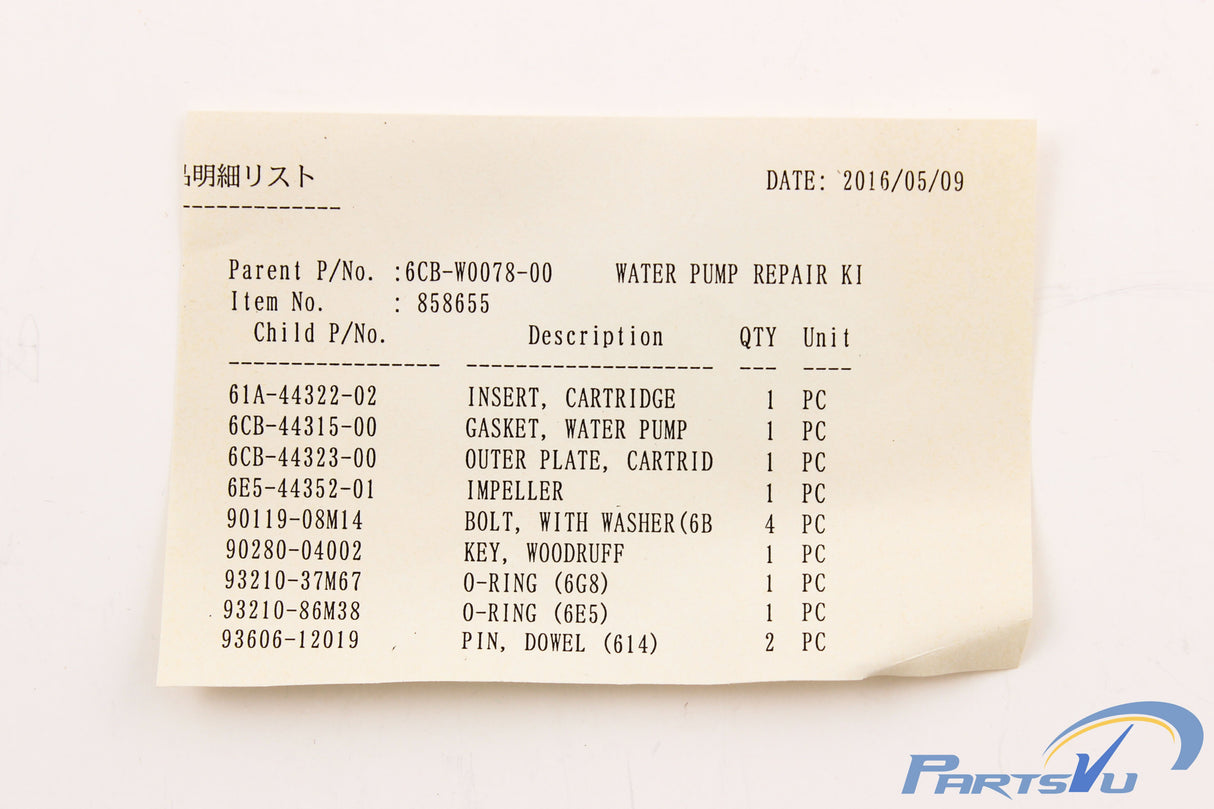 明細リスト DATE: 2016/05/09
Parent P/No. :6CB-W0078-00 WATER PUMP REPAIR KI
Item No. : 858655
Child P/No. Description QTY Unit
61A-44322-02 INSERT, CARTRIDGE 1 PC
6CB-44315-00 GASKET, WATER PUMP 1 PC
6CB-44323-00 OUTER PLATE, CARTRID 1 PC
6E5-44352-01 IMPELLER 1 PC
90119-08M14 BOLT, WITH WASHER(6B 4 PC
90280-04002 KEY, WOODRUFF 1 PC
93210-37M67 O-RING (6G8) 1 PC
93210-86M38 O-RING (6E5) 1 PC
93606-12019 PIN, DOWEL (614) 2 PC
PARTSVU